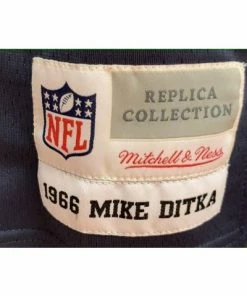 NFL
REPLICA
COLLECTION
Mitchell & Ness
1966 MIKE DITKA